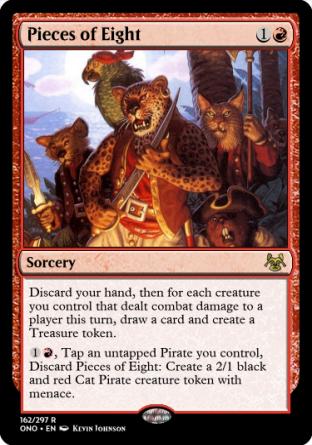 Pieces of Eight 1
Sorcery
Discard your hand, then for each creature
you control that dealt combat damage to a
player this turn, draw a card and create a
Treasure token.
1, Tap an untapped Pirate you control,
Discard Pieces of Eight: Create a 2/1 black
and red Cat Pirate creature token with
menace.
162/297 R
ONO • EN Kevin Johnson